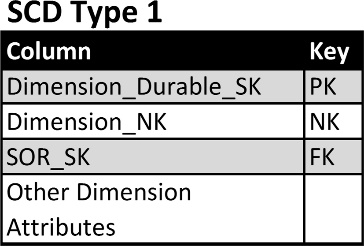 SCD Type 1
Column Key
Dimension_Durable_SK PK
Dimension_NK NK
SOR_SK FK
Other Dimension
Attributes